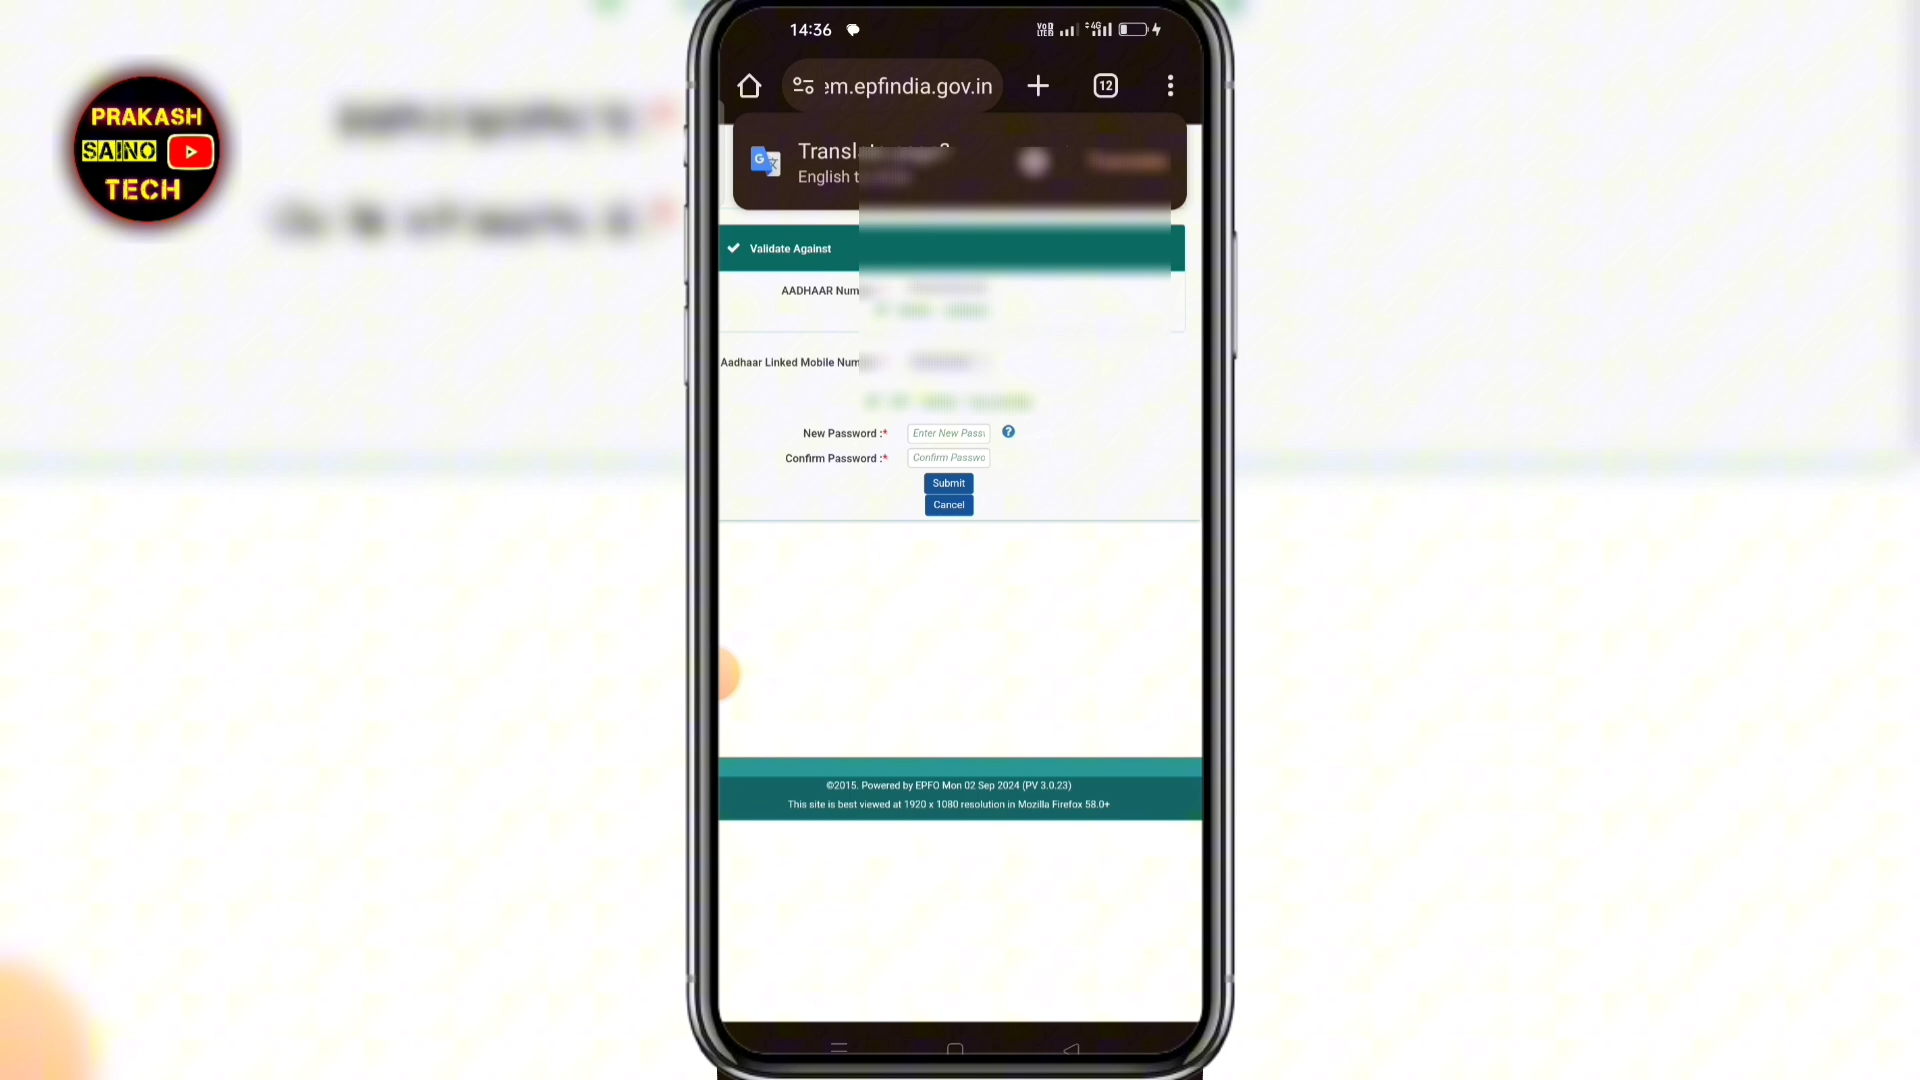 PRAKASH
SAINO
TECH
14:36
em.epfindia.gov.in
12
English
Validate Against
AADHAAR Num
Aadhaar Linked Mobile Num
New Password :* Enter New Passw ?
Confirm Password :* Confirm Passwo
Submit
Cancel
©2015. Powered by EPFO Mon 02 Sep 2024 (PV 3.0.23)
This site is best viewed at 1920 x 1080 resolution in Mozilla Firefox 58.0+